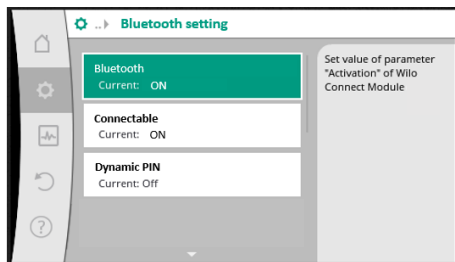 ..▸ Bluetooth setting
Bluetooth
Current: ON
Connectable
Current: ON
Dynamic PIN
Current: Off
Set value of parameter
"Activation" of Wilo
Connect Module
?